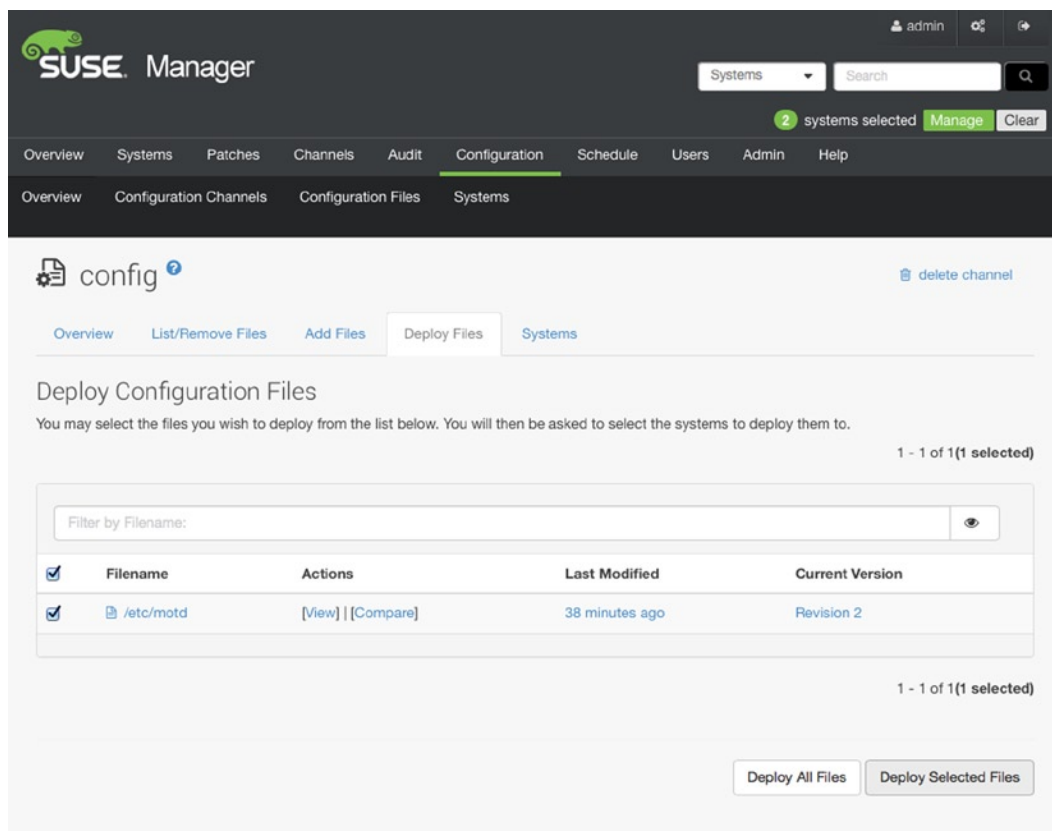 admin
SUSE. Manager
Systems Search
2 systems selected Manage Clear
Overview Systems Patches Channels Audit Configuration Schedule Users Admin Help
Overview Configuration Channels Configuration Files Systems
config ?
delete channel
Overview List/Remove Files Add Files Deploy Files Systems
Deploy Configuration Files
You may select the files you wish to deploy from the list below. You will then be asked to select the systems to deploy them to.
1 - 1 of 1(1 selected)
Filter by Filename:
Filename Actions Last Modified Current Version
/etc/motd [View] | [Compare] 38 minutes ago Revision 2
1 - 1 of 1(1 selected)
Deploy All Files Deploy Selected Files